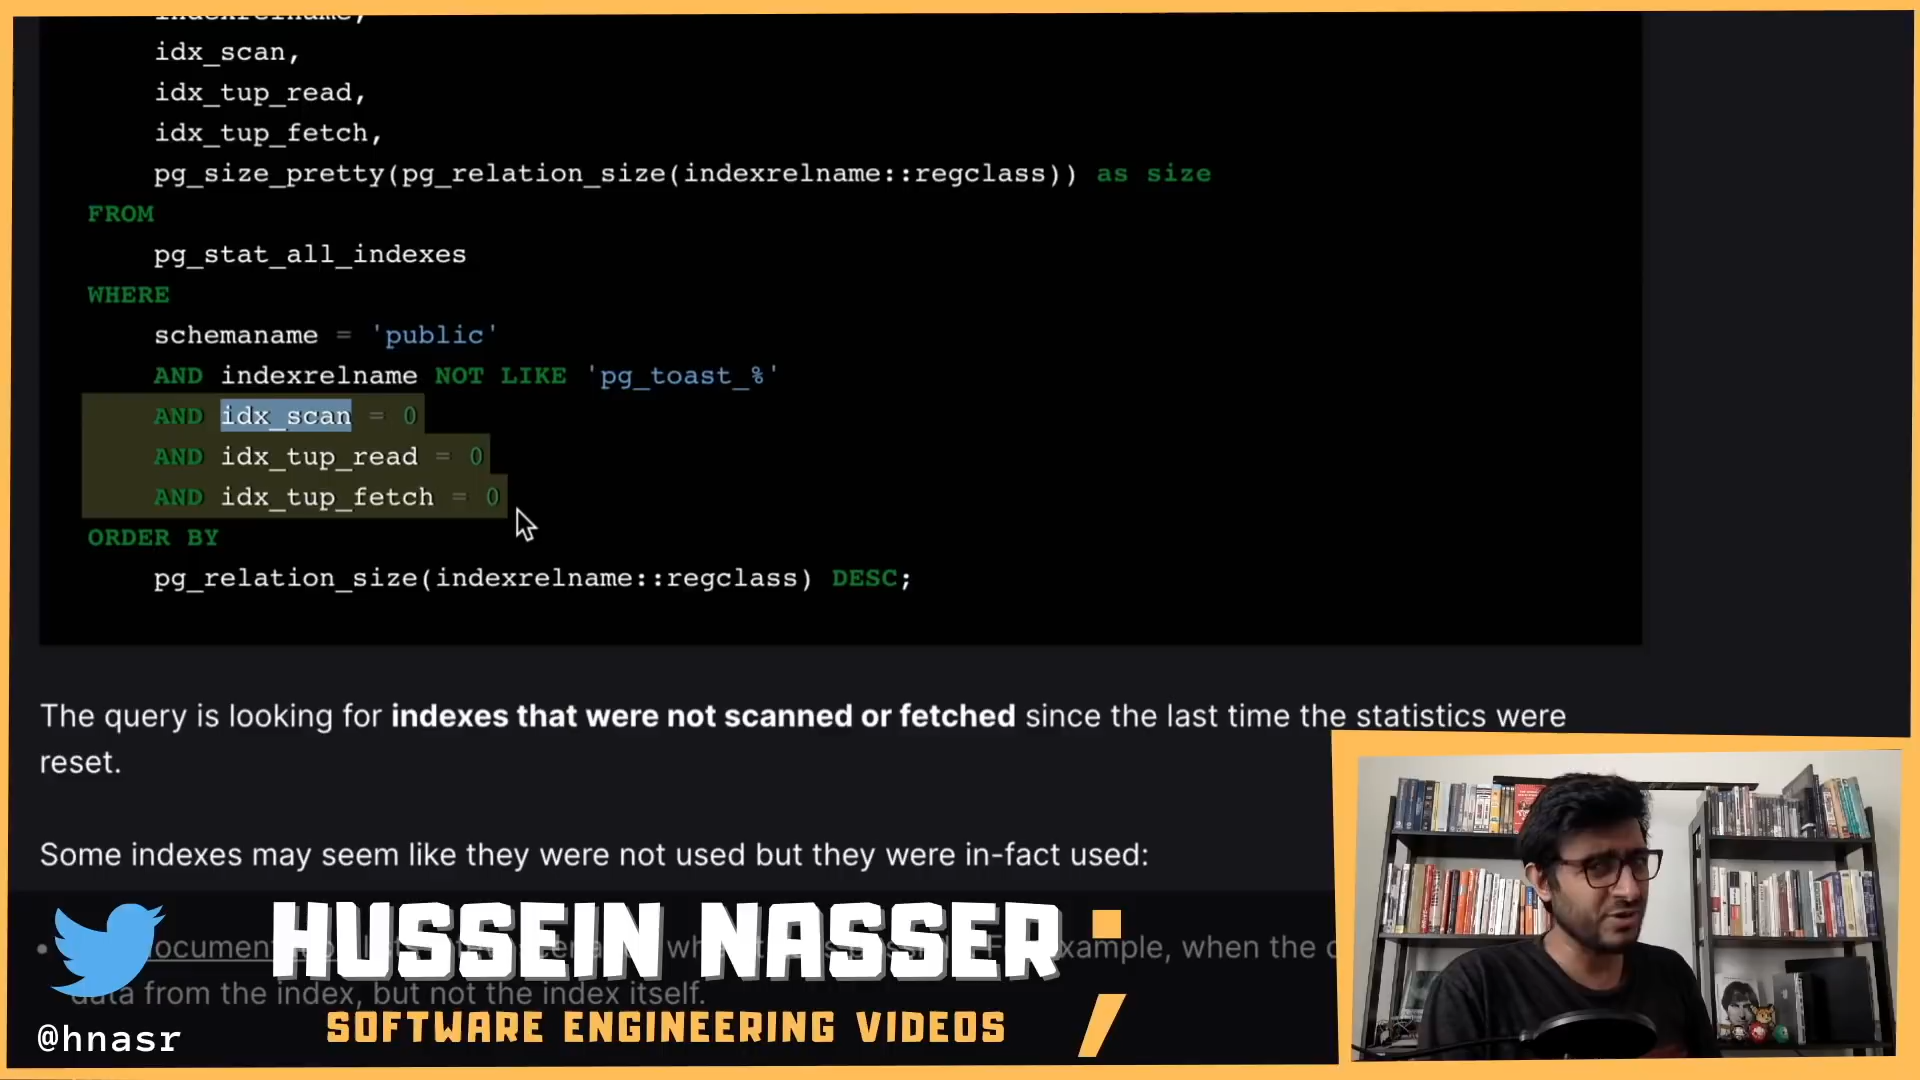 indexrelname,
idx_scan,
idx_tup_read,
idx_tup_fetch,
pg_size_pretty(pg_relation_size(indexrelname::regclass)) as size
FROM
pg_stat_all_indexes
WHERE
schemaname = 'public'
AND indexrelname NOT LIKE 'pg_toast_%'
AND idx_scan = 0
AND idx_tup_read = 0
AND idx_tup_fetch = 0
ORDER BY
pg_relation_size(indexrelname::regclass) DESC;
The query is looking for indexes that were not scanned or fetched since the last time the statistics were
reset.
Some indexes may seem like they were not used but they were in-fact used:
xample, when the
data from the index, but not the index itself.
HUSSEIN NASSER ;
SOFTWARE ENGINEERING VIDEOS
@hnasr